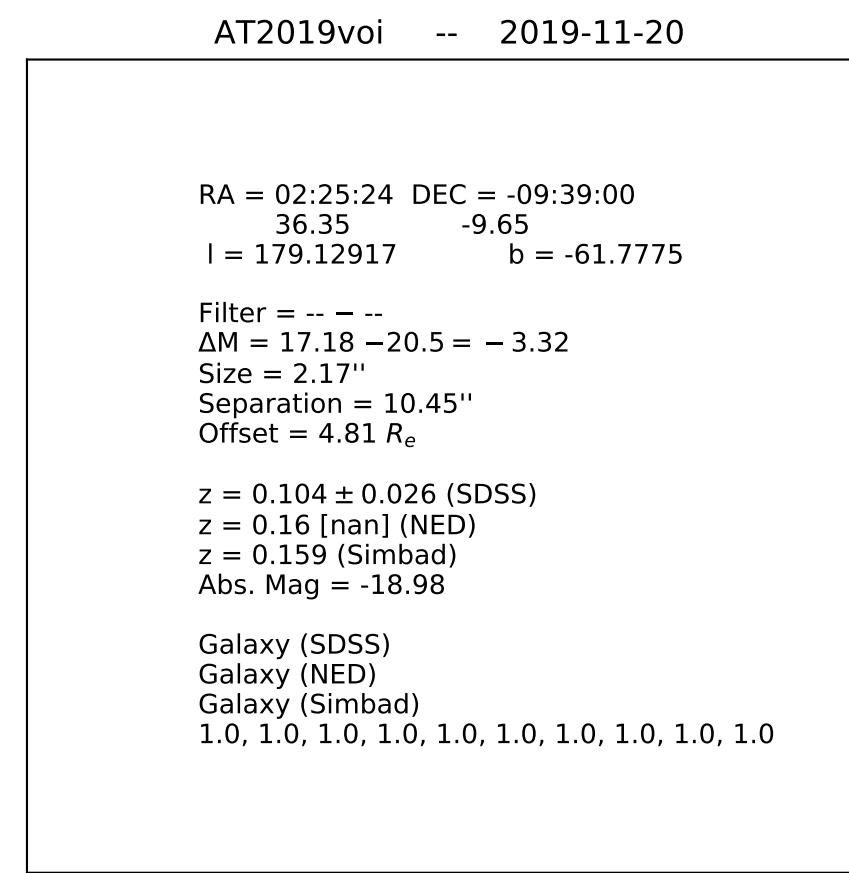 AT2019voi -- 2019-11-20
RA = 02:25:24 DEC = -09:39:00
36.35 -9.65
l = 179.12917 b = -61.7775
Filter = -- − --
ΔM = 17.18 −20.5 = − 3.32
Size = 2.17''
Separation = 10.45''
Offset = 4.81 Rₑ
z = 0.104 ± 0.026 (SDSS)
z = 0.16 [nan] (NED)
z = 0.159 (Simbad)
Abs. Mag = -18.98
Galaxy (SDSS)
Galaxy (NED)
Galaxy (Simbad)
1.0, 1.0, 1.0, 1.0, 1.0, 1.0, 1.0, 1.0, 1.0, 1.0